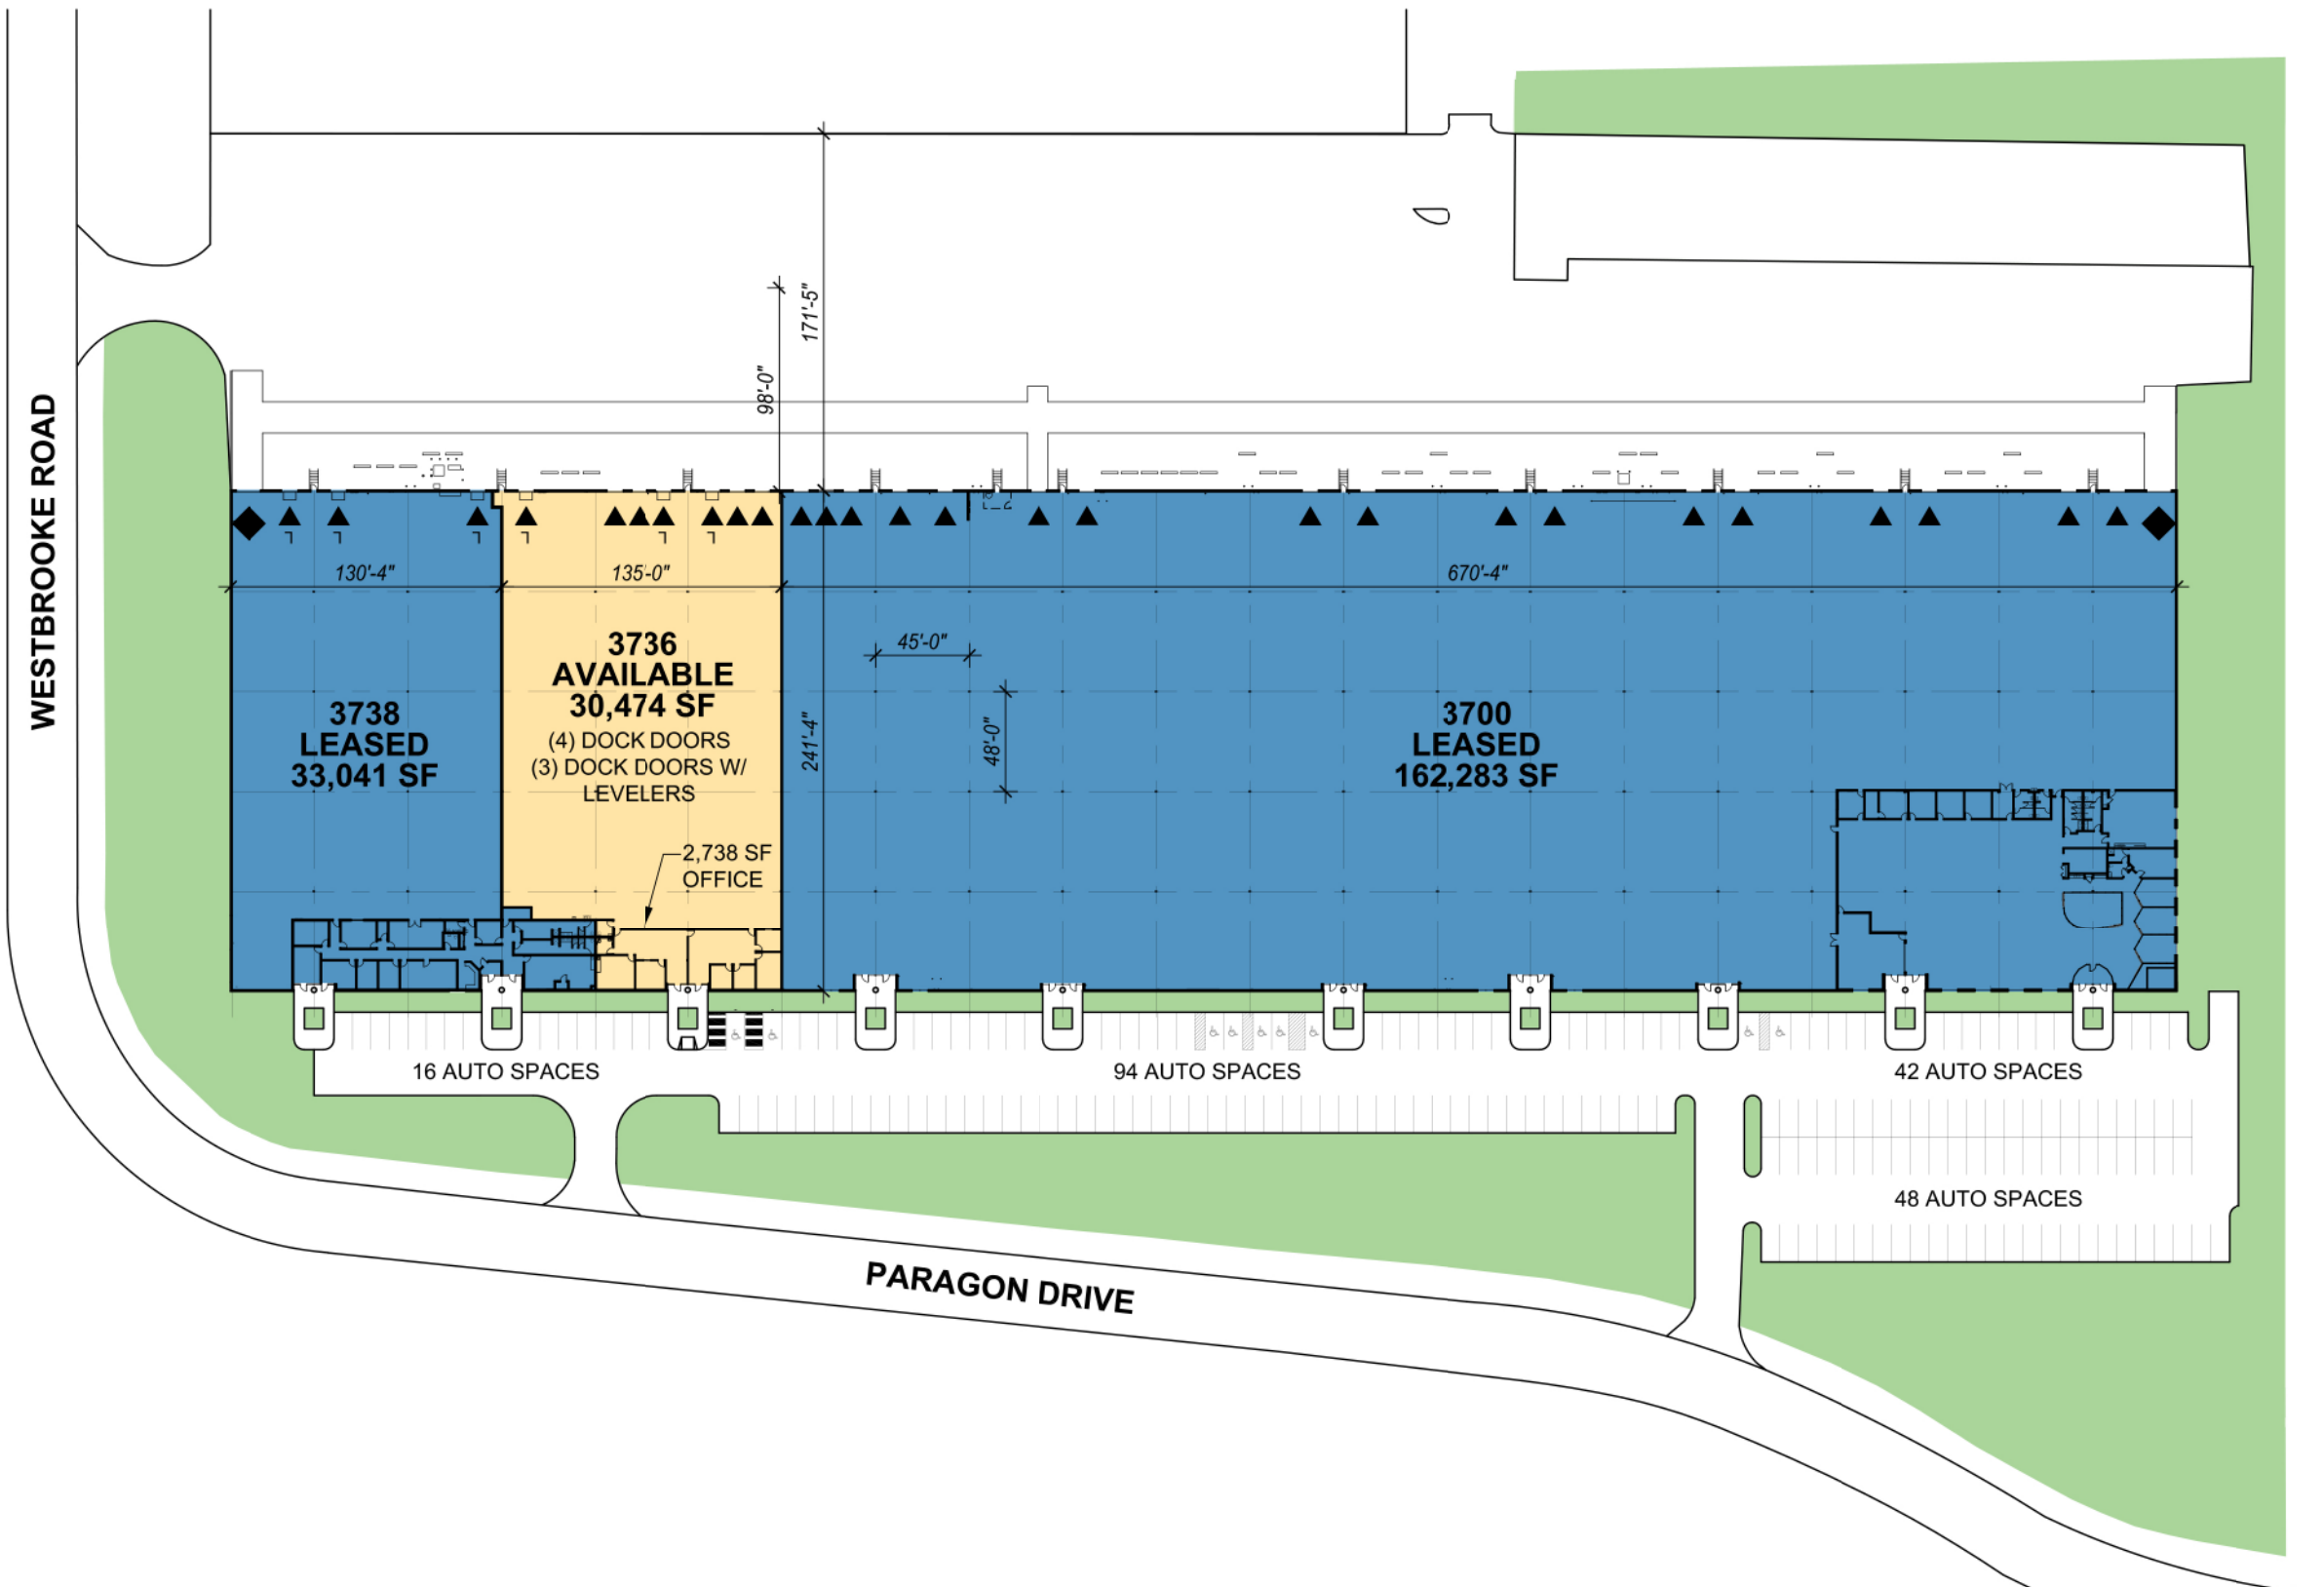 171'-5"
98'-0"
WESTBROOKE ROAD
130'-4"
135'-0"
670'-4"
45'-0"
48'-0"
241'-4"
3738
LEASED
33,041 SF
3736
AVAILABLE
30,474 SF
(4) DOCK DOORS
(3) DOCK DOORS W/
LEVELERS
2,738 SF
OFFICE
3700
LEASED
162,283 SF
16 AUTO SPACES
94 AUTO SPACES
42 AUTO SPACES
48 AUTO SPACES
PARAGON DRIVE